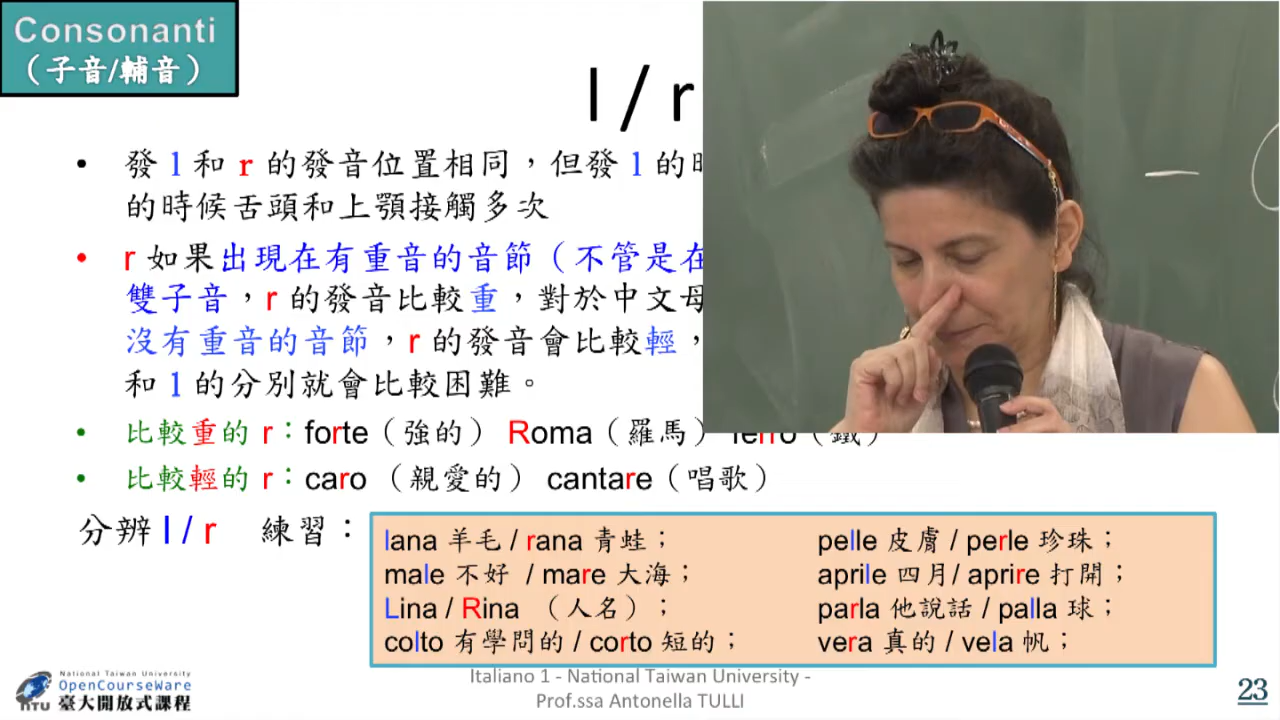 Consonanti
（子音/輔音）
l / r
• 發 l 和 r 的發音位置相同，但發 l 的時
的時候舌頭和上顎接觸多次
• r 如果出現在有重音的音節（不管是在
雙子音，r 的發音比較重，對於中文母
沒有重音的音節，r 的發音會比較輕，
和 l 的分別就會比較困難。
• 比較重的 r：forte（強的） Roma（羅馬） ferro（鐵）
• 比較輕的 r：caro （親愛的） cantare（唱歌）
分辨 l / r 練習：
lana 羊毛 / rana 青蛙； pelle 皮膚 / perle 珍珠；
male 不好 / mare 大海； aprile 四月/ aprire 打開；
Lina / Rina （人名）； parla 他說話 / palla 球；
colto 有學問的 / corto 短的； vera 真的 / vela 帆；
National Taiwan University
OpenCourseWare
NTU 臺大開放式課程
Italiano 1 - National Taiwan University -
Prof.ssa Antonella TULLI
23